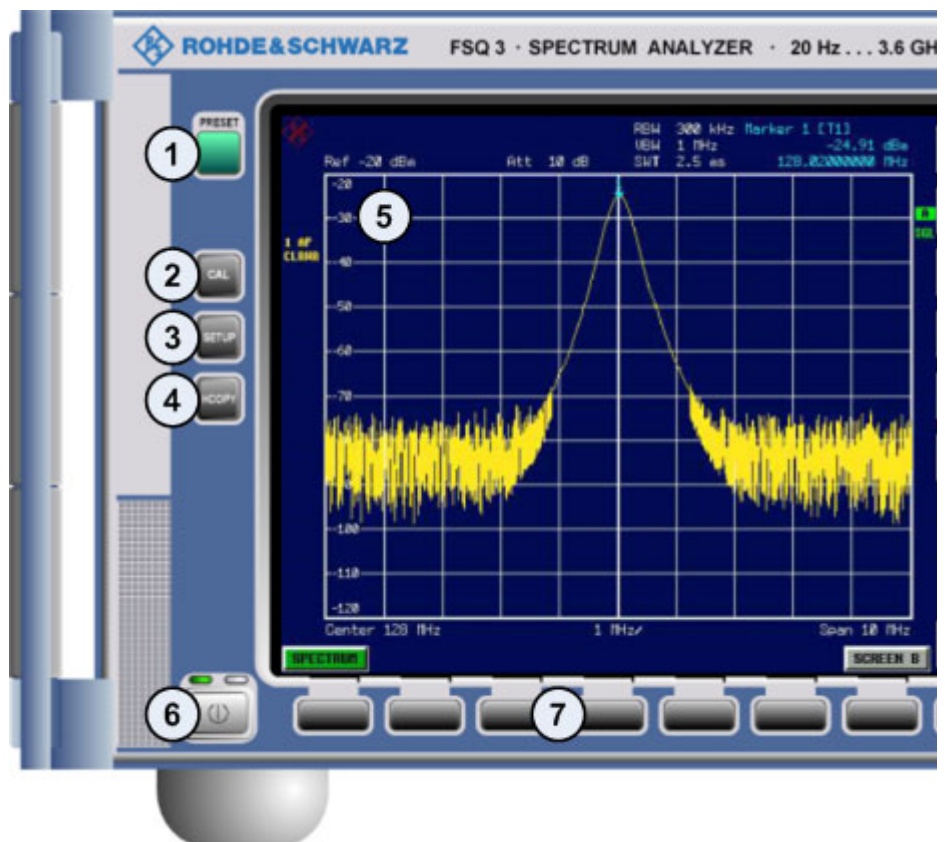 ROHDE&SCHWARZ FSQ 3 · SPECTRUM ANALYZER · 20 Hz . . . 3.6 GH
PRESET
1
RBW 300 kHz Marker 1 [T1]
VBW 1 MHz -24.91 dBm
Ref -20 dBm Att 10 dB SWT 2.5 ms 128.02000000 MHz
-20
5
-30
A
SGL
1 AP
CLRWR
-40
2
CAL
-50
3
SETUP
-60
4
HCOPY
-70
-80
-90
-100
-110
-120
Center 128 MHz 1 MHz/ Span 10 MHz
SPECTRUM SCREEN B
6
7